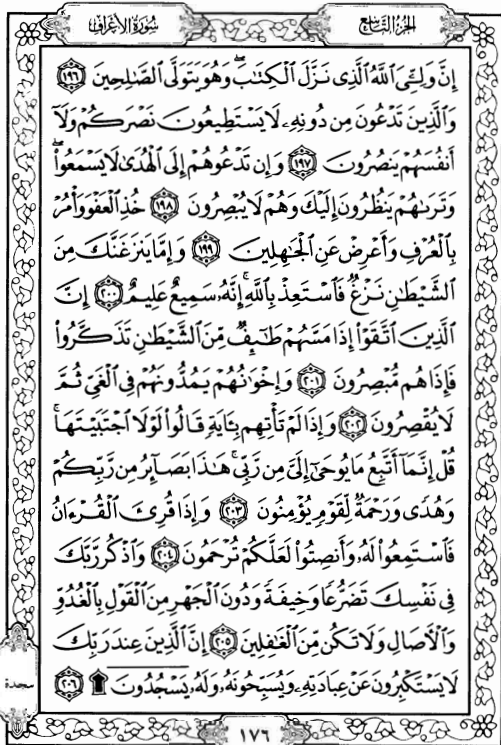 الجزء التاسع
سورة الأعراف
إِنَّ وَلِـِّۧىَ ٱللَّهُ ٱلَّذِى نَزَّلَ ٱلْكِتَـٰبَ ۖ وَهُوَ يَتَوَلَّى ٱلصَّـٰلِحِينَ ١٩٦
وَٱلَّذِينَ تَدْعُونَ مِن دُونِهِۦ لَا يَسْتَطِيعُونَ نَصْرَكُمْ وَلَآ
أَنفُسَهُمْ يَنصُرُونَ ١٩٧ وَإِن تَدْعُوهُمْ إِلَى ٱلْهُدَىٰ لَا يَسْمَعُوا۟ ۖ
وَتَرَىٰهُمْ يَنظُرُونَ إِلَيْكَ وَهُمْ لَا يُبْصِرُونَ ١٩٨ خُذِ ٱلْعَفْوَ وَأْمُرْ
بِٱلْعُرْفِ وَأَعْرِضْ عَنِ ٱلْجَـٰهِلِينَ ١٩٩ وَإِمَّا يَنزَغَنَّكَ مِنَ
ٱلشَّيْطَـٰنِ نَزْغٌ فَٱسْتَعِذْ بِٱللَّهِ ۚ إِنَّهُۥ سَمِيعٌ عَلِيمٌ ٢٠٠ إِنَّ
ٱلَّذِينَ ٱتَّقَوْا۟ إِذَا مَسَّهُمْ طَـٰٓئِفٌ مِّنَ ٱلشَّيْطَـٰنِ تَذَكَّرُوا۟
فَإِذَا هُم مُّبْصِرُونَ ٢٠١ وَإِخْوَٰنُهُمْ يَمُدُّونَهُمْ فِى ٱلْغَىِّ ثُمَّ
لَا يُقْصِرُونَ ٢٠٢ وَإِذَا لَمْ تَأْتِهِم بِـَٔايَةٍ قَالُوا۟ لَوْلَا ٱجْتَبَيْتَهَا ۚ
قُلْ إِنَّمَآ أَتَّبِعُ مَا يُوحَىٰٓ إِلَىَّ مِن رَّبِّى ۚ هَـٰذَا بَصَآئِرُ مِن رَّبِّكُمْ
وَهُدًى وَرَحْمَةٌ لِّقَوْمٍ يُؤْمِنُونَ ٢٠٣ وَإِذَا قُرِئَ ٱلْقُرْءَانُ
فَٱسْتَمِعُوا۟ لَهُۥ وَأَنصِتُوا۟ لَعَلَّكُمْ تُرْحَمُونَ ٢٠٤ وَٱذْكُر رَّبَّكَ
فِى نَفْسِكَ تَضَرُّعًا وَخِيفَةً وَدُونَ ٱلْجَهْرِ مِنَ ٱلْقَوْلِ بِٱلْغُدُوِّ
وَٱلْـَٔاصَالِ وَلَا تَكُن مِّنَ ٱلْغَـٰفِلِينَ ٢٠٥ إِنَّ ٱلَّذِينَ عِندَ رَبِّكَ
لَا يَسْتَكْبِرُونَ عَنْ عِبَادَتِهِۦ وَيُسَبِّحُونَهُۥ وَلَهُۥ يَسْجُدُونَ ۩ ٢٠٦
سجدة
١٧٦